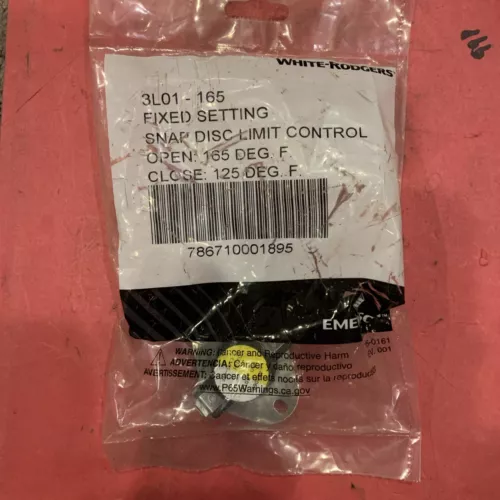 WHITE-RODGERS
3L01 - 165
FIXED SETTING
SNAP DISC LIMIT CONTROL
OPEN: 165 DEG. F.
CLOSE: 125 DEG. F.
786710001895
WARNING: Cancer and Reproductive Harm
ADVERTENCIA: Cáncer y daño reproductivo
AVERTISSEMENT: Cancer et effets nocifs sur la reproduction
www.P65Warnings.ca.gov